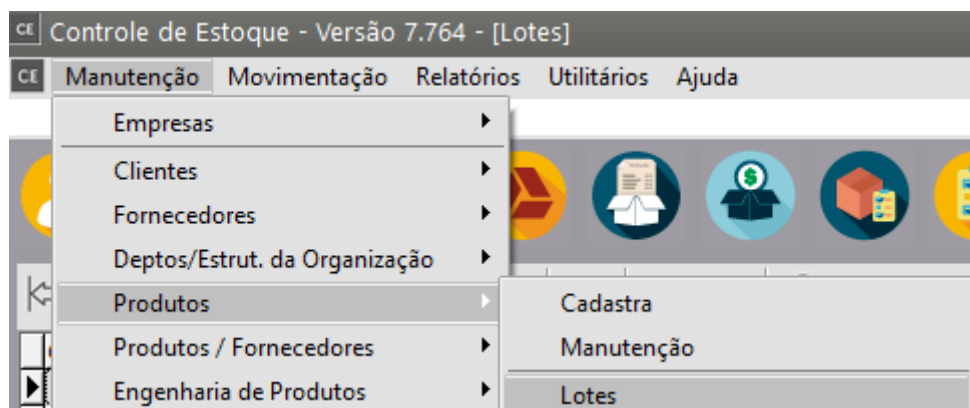 CE Controle de Estoque - Versão 7.764 - [Lotes]
CE Manutenção Movimentação Relatórios Utilitários Ajuda
Empresas
Clientes
Fornecedores
Deptos/Estrut. da Organização
Produtos
Cadastra
Produtos / Fornecedores
Manutenção
Engenharia de Produtos
Lotes